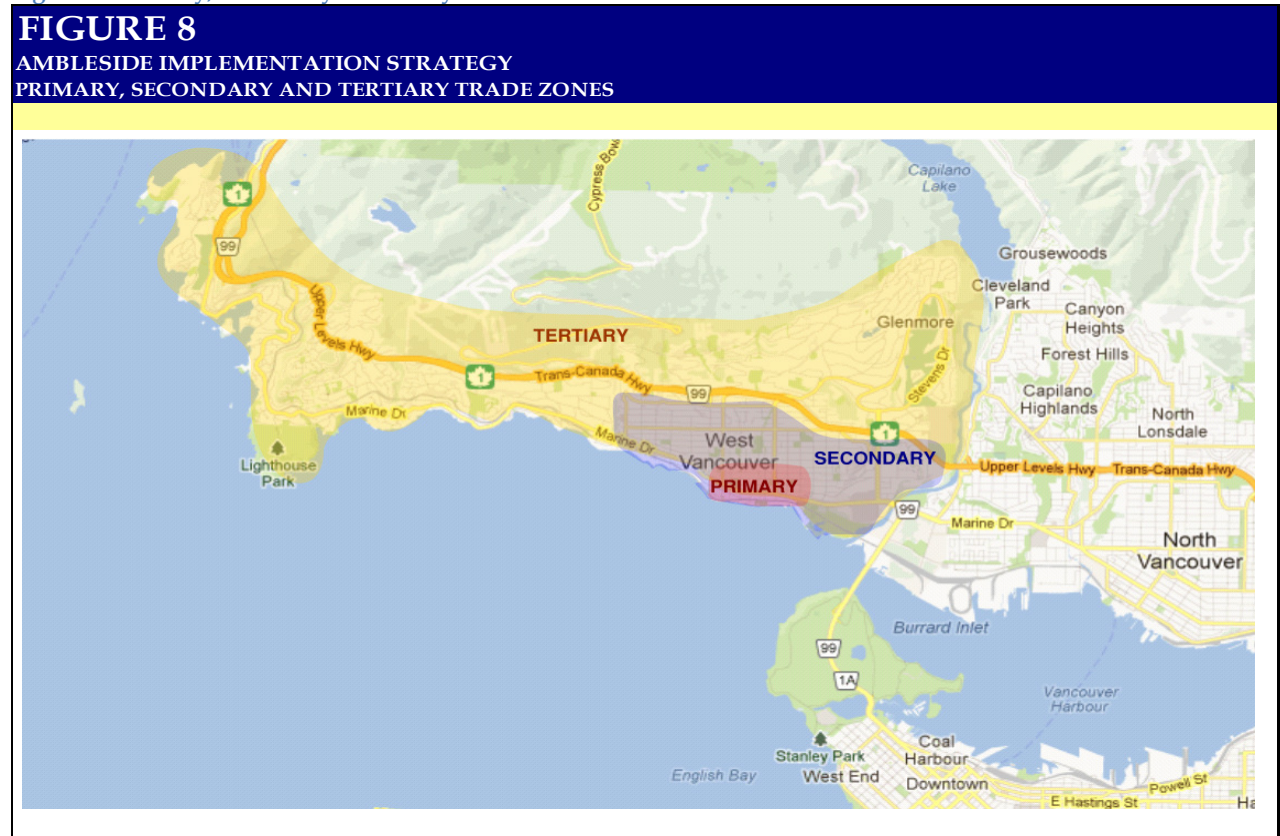 FIGURE 8
AMBLESIDE IMPLEMENTATION STRATEGY
PRIMARY, SECONDARY AND TERTIARY TRADE ZONES
Cypress Bow
Capilano
Lake
1
99
Grousewoods
Cleveland
Park
Canyon
Heights
Glenmore
Upper Levels Hwy
TERTIARY
Forest Hills
Stevens Dr
1
Trans-Canada Hwy
99
Capilano
Highlands
Marine Dr
North
Lonsdale
Marine Dr
West
Vancouver
1
SECONDARY
Lighthouse
Park
Upper Levels Hwy
Trans-Canada Hwy
PRIMARY
99
Marine Dr
North
Vancouver
Burrard Inlet
99
1A
Vancouver
Harbour
Stanley Park
Coal
Harbour
English Bay
West End
Downtown
Powell St
E Hastings St
Ha